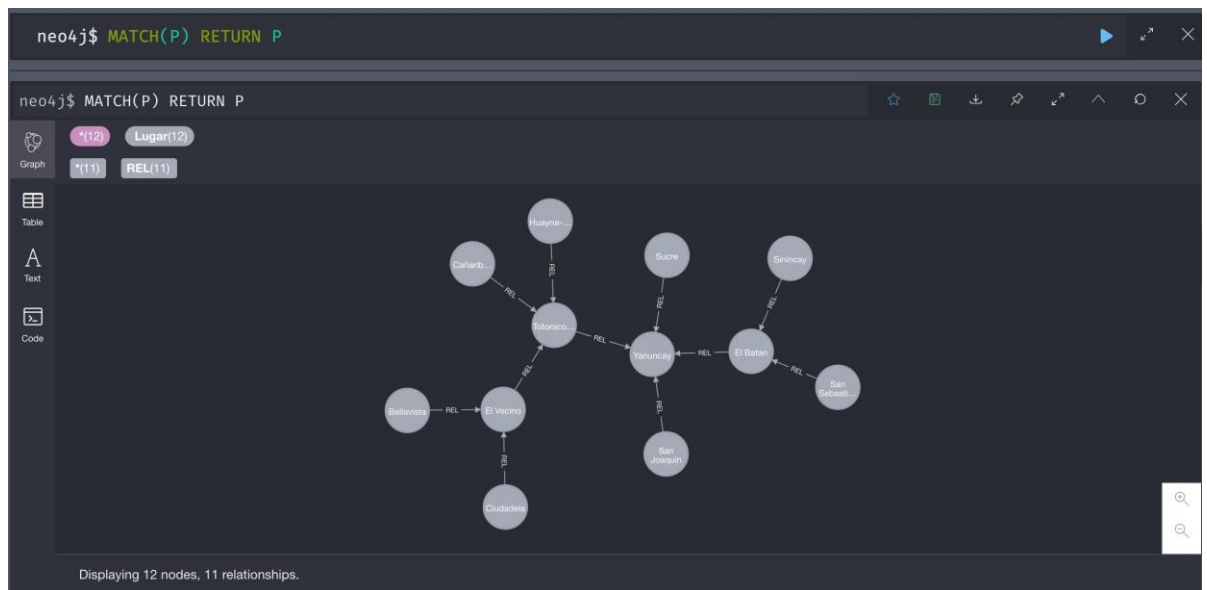 neo4j$ MATCH(P) RETURN P
neo4j$ MATCH(P) RETURN P
*(12) Lugar(12)
*(11) REL(11)
Graph
Table
A
Text
Code
Huayna-...
Cañarib...
REL
REL
Totoraco...
Sucre
REL
Sinincay
REL
REL
Yanuncay
REL
El Batan
REL
San
Sebasti...
REL
Bellavista
REL
El Vecino
REL
San
Joaquin
REL
Ciudadela
Displaying 12 nodes, 11 relationships.